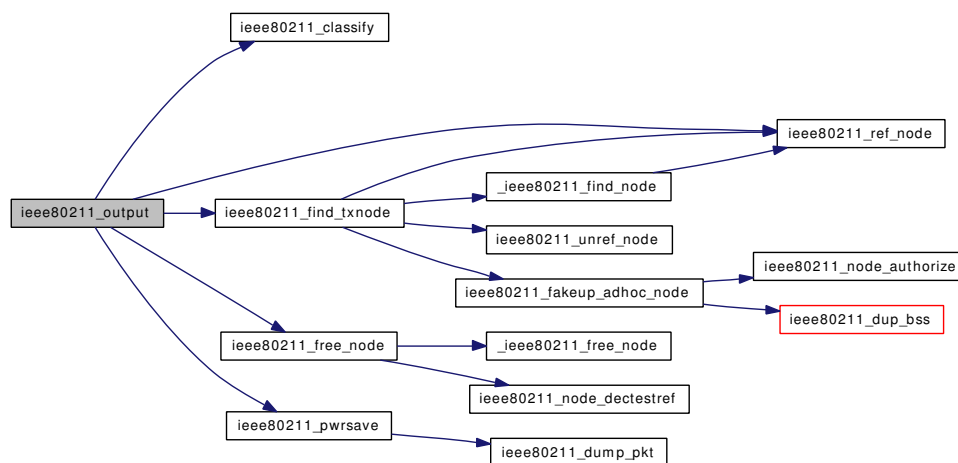 ieee80211_classify
ieee80211_ref_node
_ieee80211_find_node
ieee80211_output
ieee80211_find_txnode
ieee80211_unref_node
ieee80211_node_authorize
ieee80211_fakeup_adhoc_node
ieee80211_dup_bss
ieee80211_free_node
_ieee80211_free_node
ieee80211_node_dectestref
ieee80211_pwrsave
ieee80211_dump_pkt